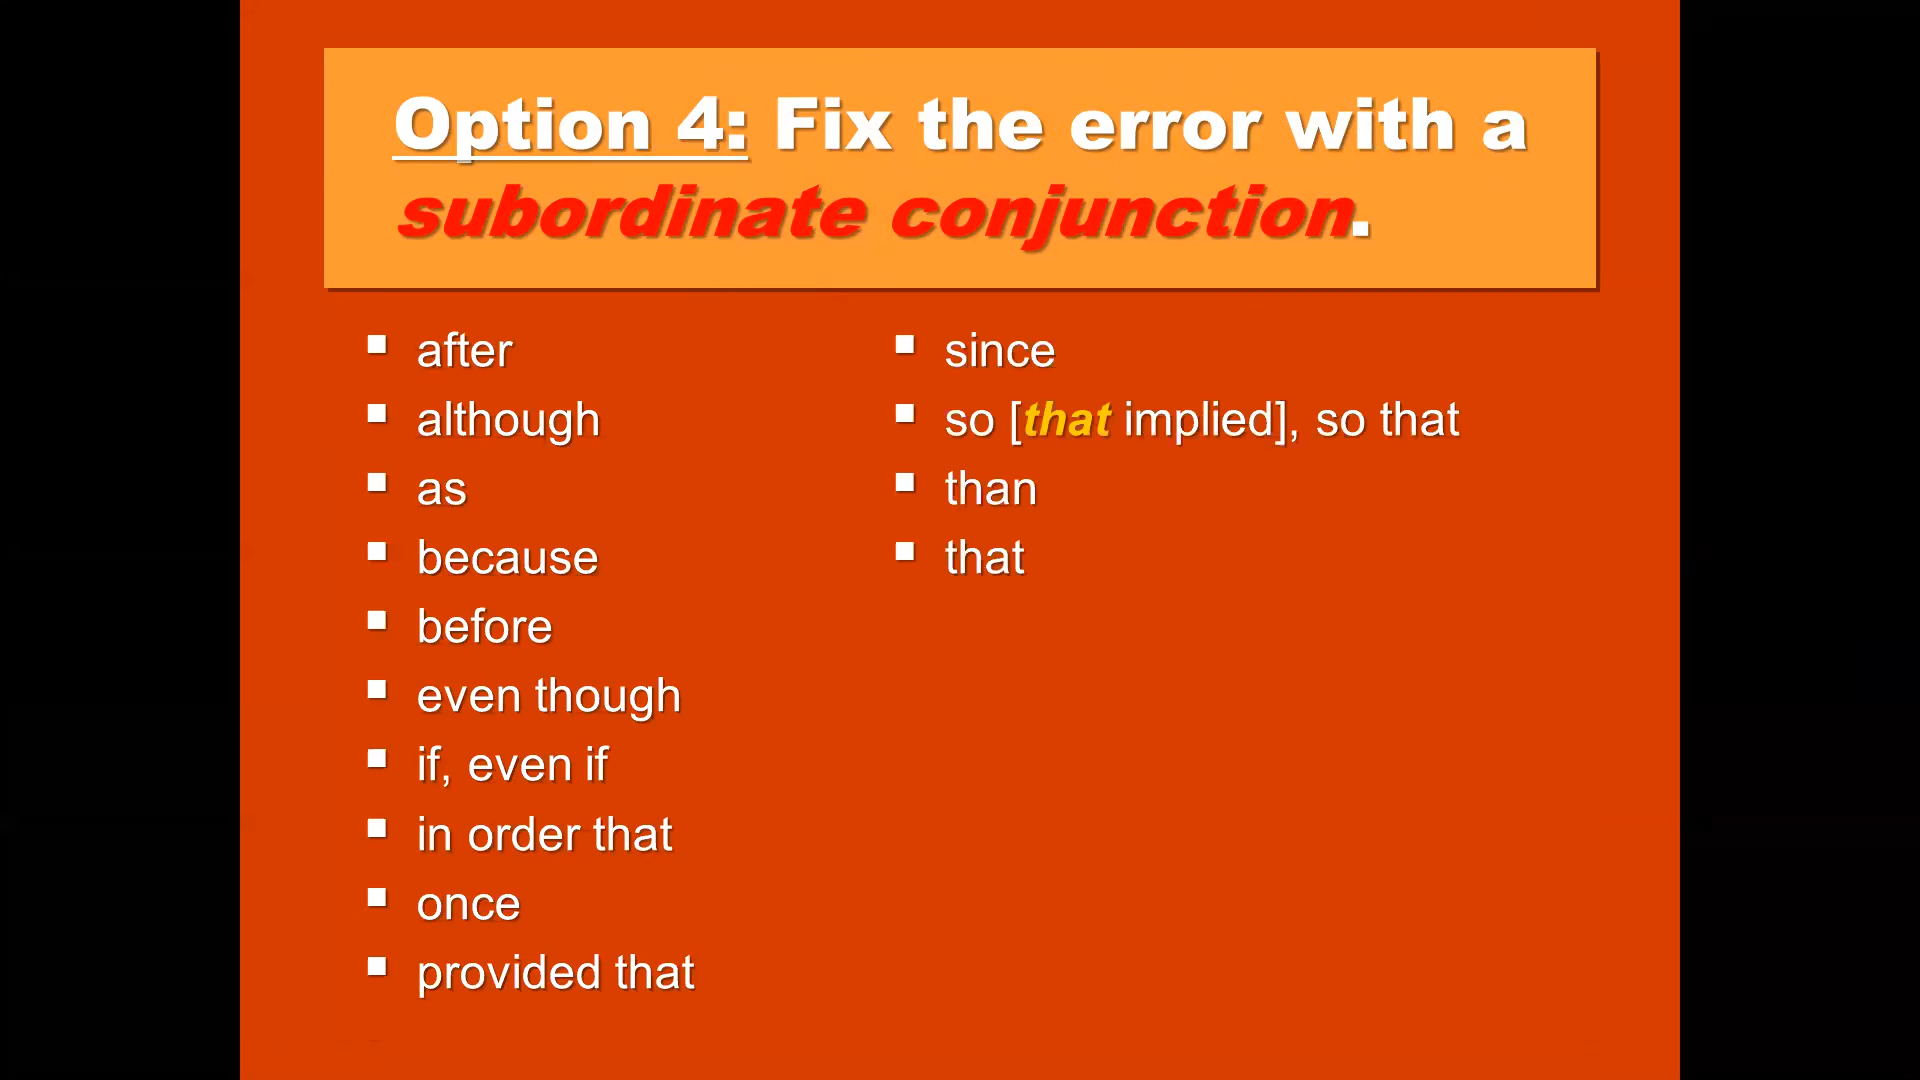 Option 4: Fix the error with a
subordinate conjunction.
after
although
as
because
before
even though
if, even if
in order that
once
provided that
since
so [that implied], so that
than
that